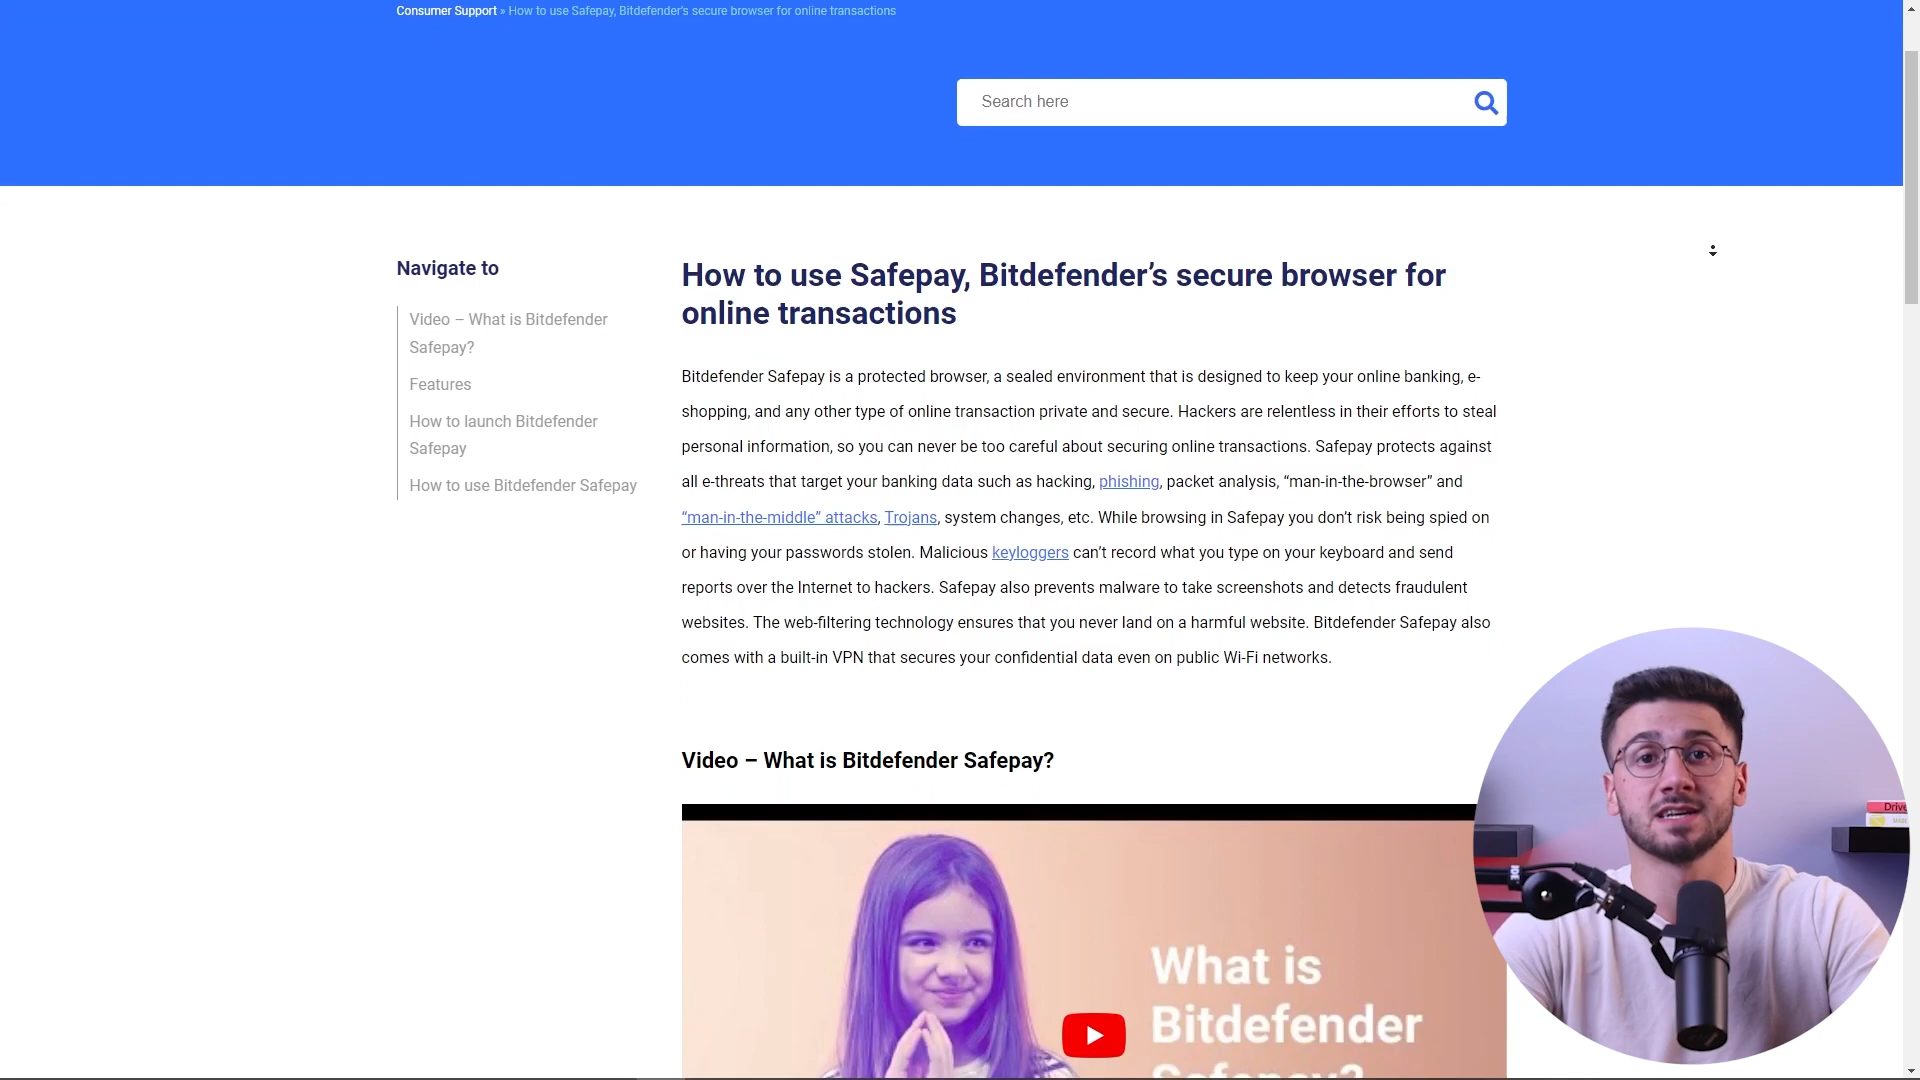 Consumer Support » How to use Safepay, Bitdefender's secure browser for online transactions
Search here
Navigate to
Video – What is Bitdefender
Safepay?
Features
How to launch Bitdefender
Safepay
How to use Bitdefender Safepay
How to use Safepay, Bitdefender’s secure browser for
online transactions
Bitdefender Safepay is a protected browser, a sealed environment that is designed to keep your online banking, e-
shopping, and any other type of online transaction private and secure. Hackers are relentless in their efforts to steal
personal information, so you can never be too careful about securing online transactions. Safepay protects against
all e-threats that target your banking data such as hacking, phishing, packet analysis, “man-in-the-browser” and
“man-in-the-middle” attacks, Trojans, system changes, etc. While browsing in Safepay you don’t risk being spied on
or having your passwords stolen. Malicious keyloggers can’t record what you type on your keyboard and send
reports over the Internet to hackers. Safepay also prevents malware to take screenshots and detects fraudulent
websites. The web-filtering technology ensures that you never land on a harmful website. Bitdefender Safepay also
comes with a built-in VPN that secures your confidential data even on public Wi-Fi networks.
Video – What is Bitdefender Safepay?
What is
Bitdefender
Safepay?
Drive